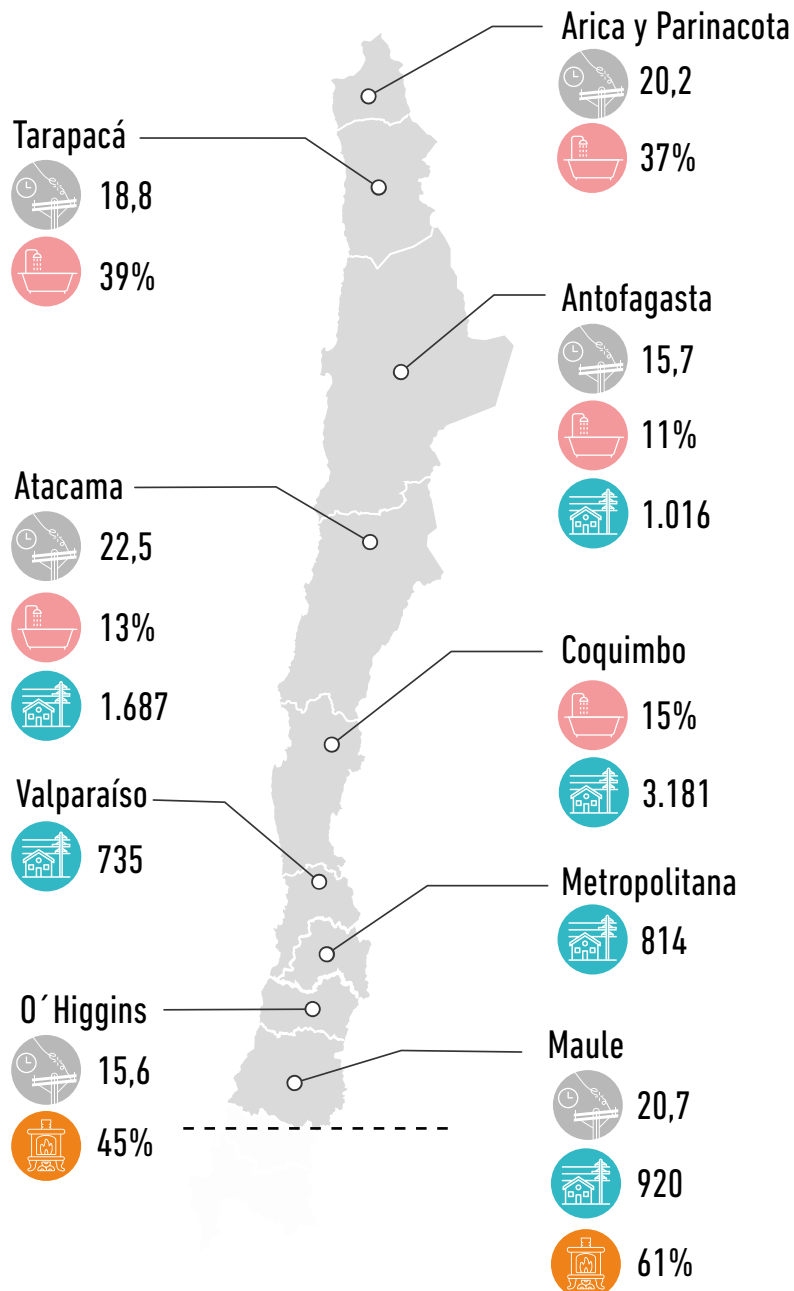 Arica y Parinacota
20,2
37%
Tarapacá
18,8
39%
Antofagasta
15,7
11%
1.016
Atacama
22,5
13%
1.687
Coquimbo
15%
3.181
Valparaíso
735
Metropolitana
814
O´Higgins
15,6
45%
Maule
20,7
920
61%